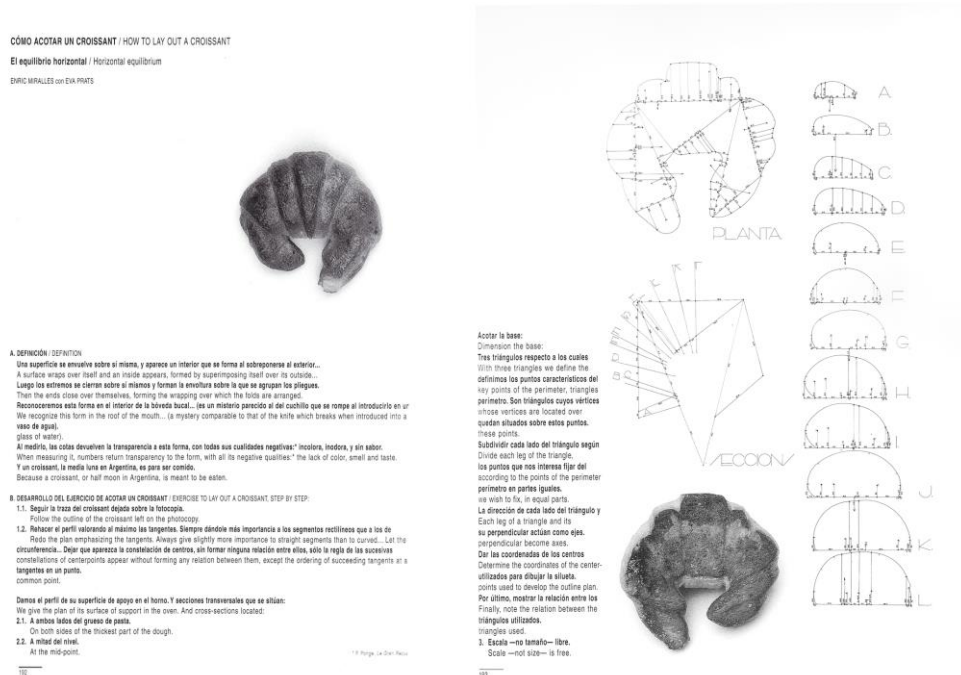 CÓMO ACOTAR UN CROISSANT / HOW TO LAY OUT A CROISSANT
El equilibrio horizontal / Horizontal equilibrium
ENRIC MIRALLES con EVA PRATS
A. DEFINICIÓN / DEFINITION
Una superficie se envuelve sobre sí misma, y aparece un interior que se forma al sobreponerse al exterior...
A surface wraps over itself and an inside appears, formed by superimposing itself over its outside...
Luego los extremos se cierran sobre sí mismos y forman la envoltura sobre la que se agrupan los pliegues.
Then the ends close over themselves, forming the wrapping over which the folds are arranged.
Reconoceremos esta forma en el interior de la bóveda bucal... (es un misterio parecido al del cuchillo que se rompe al introducirlo en un
We recognize this form in the roof of the mouth... (a mystery comparable to that of the knife which breaks when introduced into a
vaso de agua).
glass of water).
Al medirlo, las cotas devuelven la transparencia a esta forma, con todas sus cualidades negativas:* incolora, inodora, y sin sabor.
When measuring it, numbers return transparency to the form, with all its negative qualities:* the lack of color, smell and taste.
Y un croissant, la media luna en Argentina, es para ser comido.
Because a croissant, or half moon in Argentina, is meant to be eaten.
B. DESARROLLO DEL EJERCICIO DE ACOTAR UN CROISSANT / EXERCISE TO LAY OUT A CROISSANT, STEP BY STEP:
1.1. Seguir la traza del croissant dejada sobre la fotocopia.
Follow the outline of the croissant left on the photocopy.
1.2. Rehacer el perfil valorando al máximo las tangentes. Siempre dándole más importancia a los segmentos rectilíneos que a los de
Redo the plan emphasizing the tangents. Always give slightly more importance to straight segments than to curved... Let the
circunferencia... Dejar que aparezca la constelación de centros, sin formar ninguna relación entre ellos, sólo la regla de las sucesivas
constellations of centerpoints appear without forming any relation between them, except the ordering of succeeding tangents at a
tangentes en un punto.
common point.
Damos el perfil de su superficie de apoyo en el horno. Y secciones transversales que se sitúan:
We give the plan of its surface of support in the oven. And cross-sections located:
2.1. A ambos lados del grueso de pasta.
On both sides of the thickest part of the dough.
2.2. A mitad del nivel.
At the mid-point.
192
Acotar la base:
Dimension the base:
Tres triángulos respecto a los cuales
With three triangles we define the
definimos los puntos característicos del
key points of the perimeter, triangles
perímetro. Son triángulos cuyos vértices
whose vertices are located over
quedan situados sobre estos puntos.
these points.
Subdividir cada lado del triángulo según
Divide each leg of the triangle,
los puntos que nos interesa fijar del
according to the points of the perimeter
perímetro en partes iguales.
we wish to fix, in equal parts.
La dirección de cada lado del triángulo y
Each leg of a triangle and its
su perpendicular actúan como ejes.
perpendicular become axes.
Dar las coordenadas de los centros
Determine the coordinates of the center-
utilizados para dibujar la silueta.
points used to develop the outline plan.
Por último, mostrar la relación entre los
Finally, note the relation between the
triángulos utilizados.
triangles used.
3. Escala —no tamaño— libre.
Scale —not size— is free.
PLANTA
SECCION
A.
B.
C.
D.
E
F
G
H
I
J
K
L